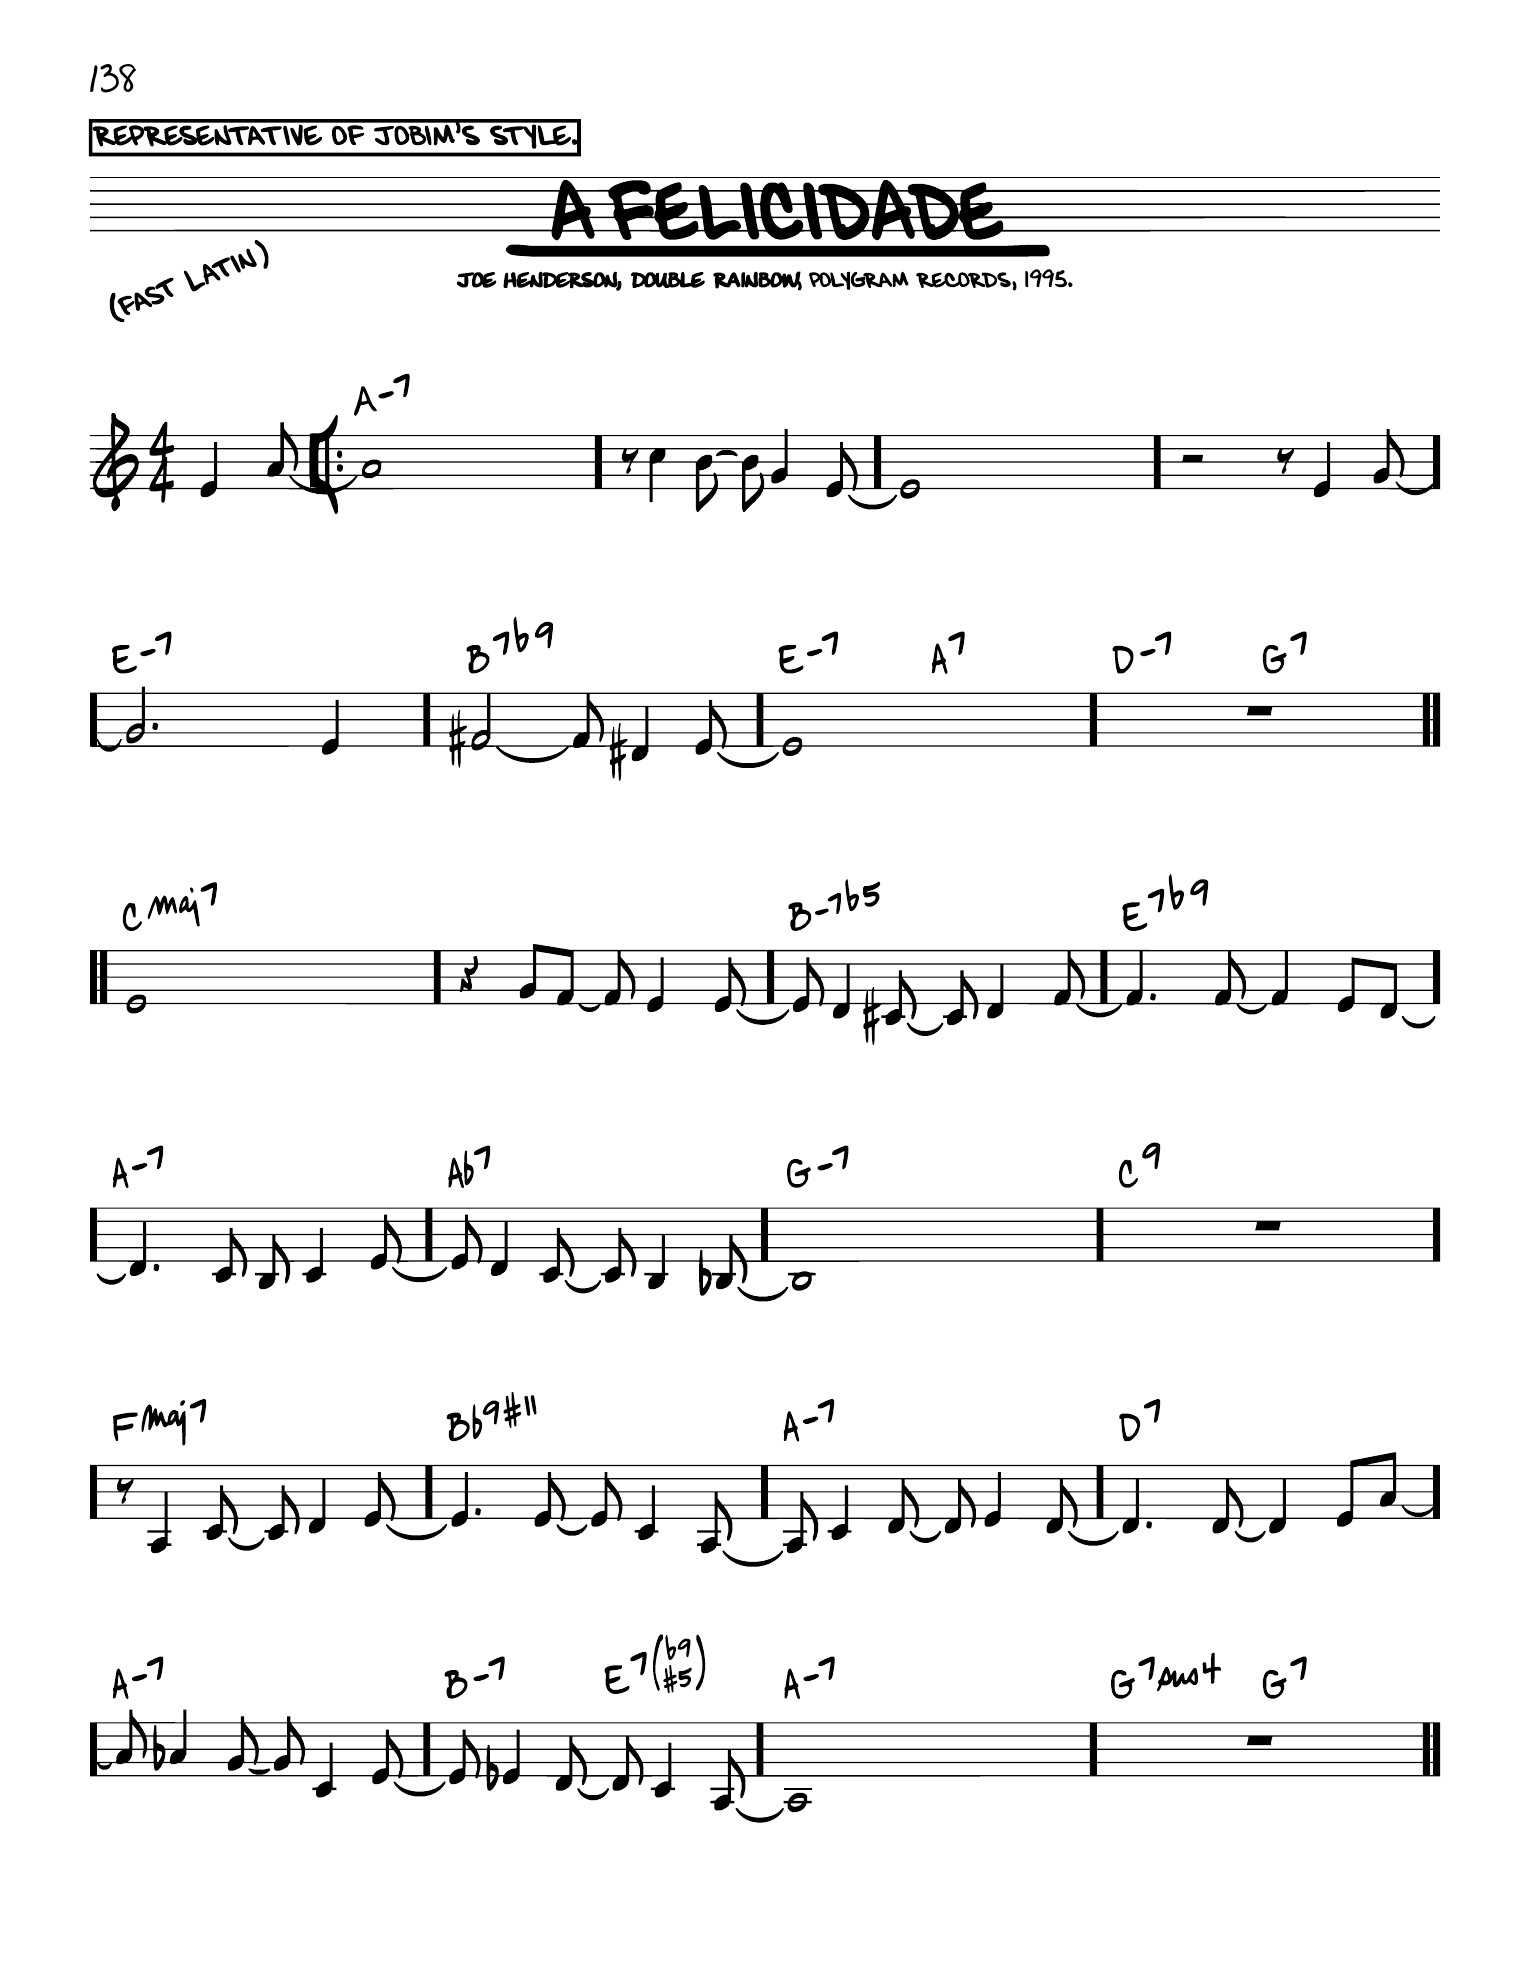 138
REPRESENTATIVE OF JOBIM'S STYLE.
A FELICIDADE
(FAST LATIN)
JOE HENDERSON, DOUBLE RAINBOW, POLYGRAM RECORDS, 1995.
A-7
4
4
E-7 B7b9 E-7 A7 D-7 G7
Cmaj7 B-7b5 E7b9
A-7 Ab7 G-7 C9
Fmaj7 Bb9#11 A-7 D7
A-7 B-7 E7(b9 #5) A-7 G7sus4 G7